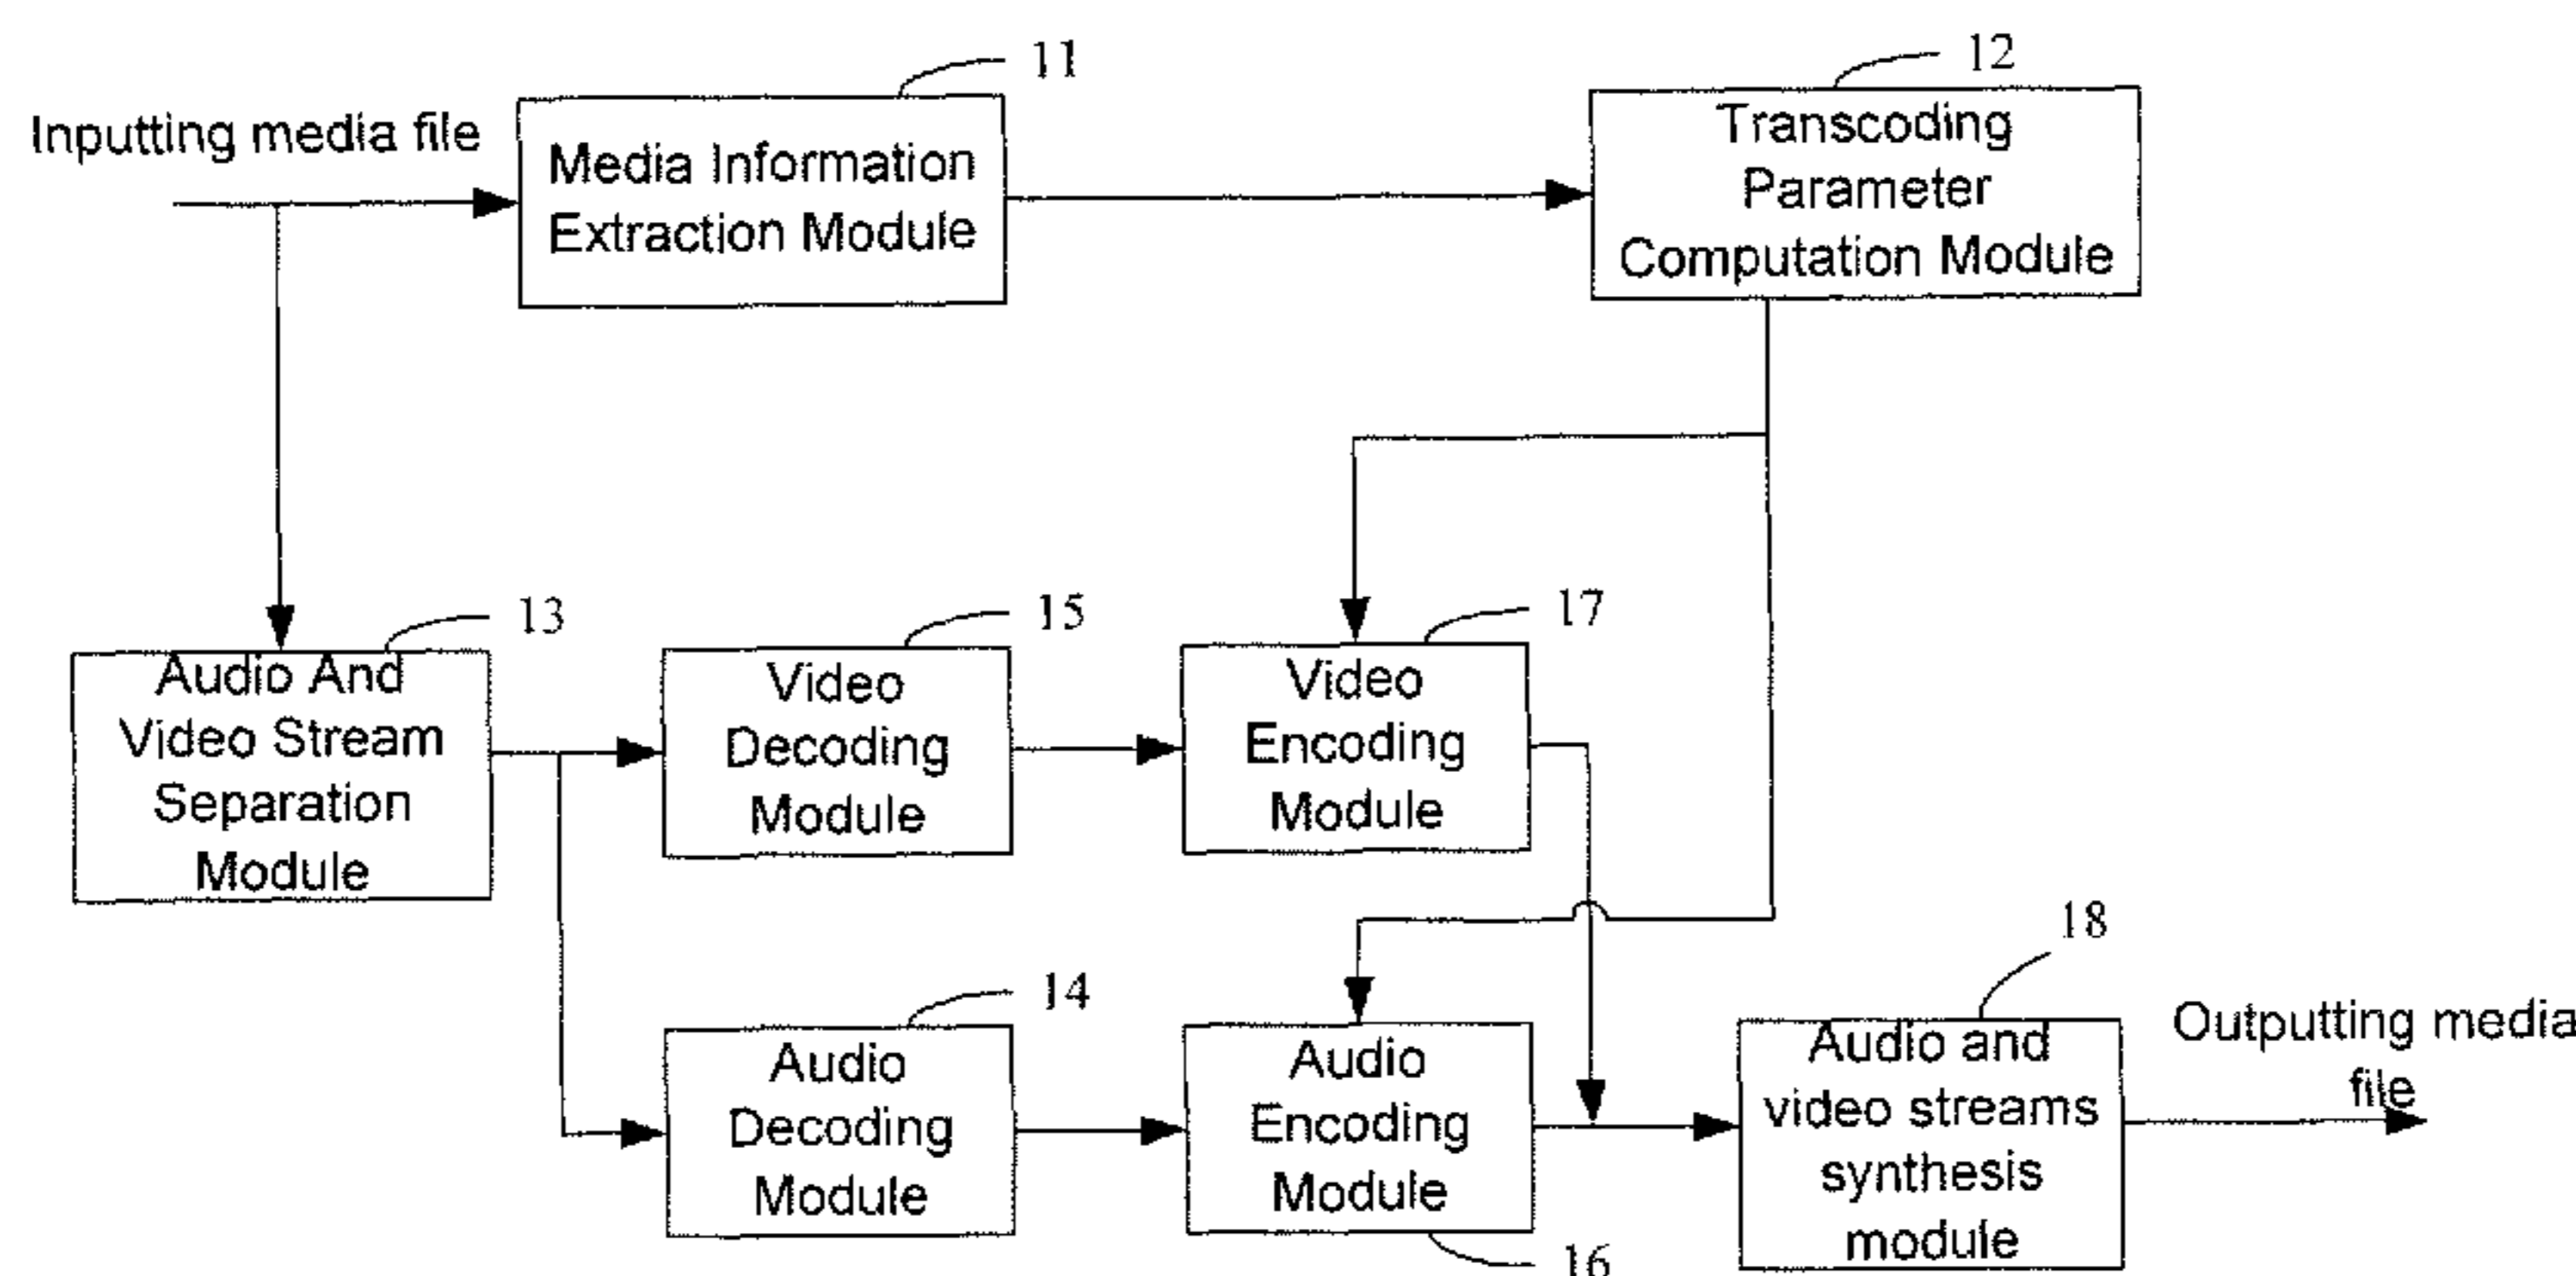 11
12
Inputting media file
Media Information
Extraction Module
Transcoding
Parameter
Computation Module
13
15
17
Audio And
Video Stream
Separation
Module
Video
Decoding
Module
Video
Encoding
Module
14
18
Audio
Decoding
Module
Audio
Encoding
Module
16
Audio and
video streams
synthesis
module
Outputting media
file